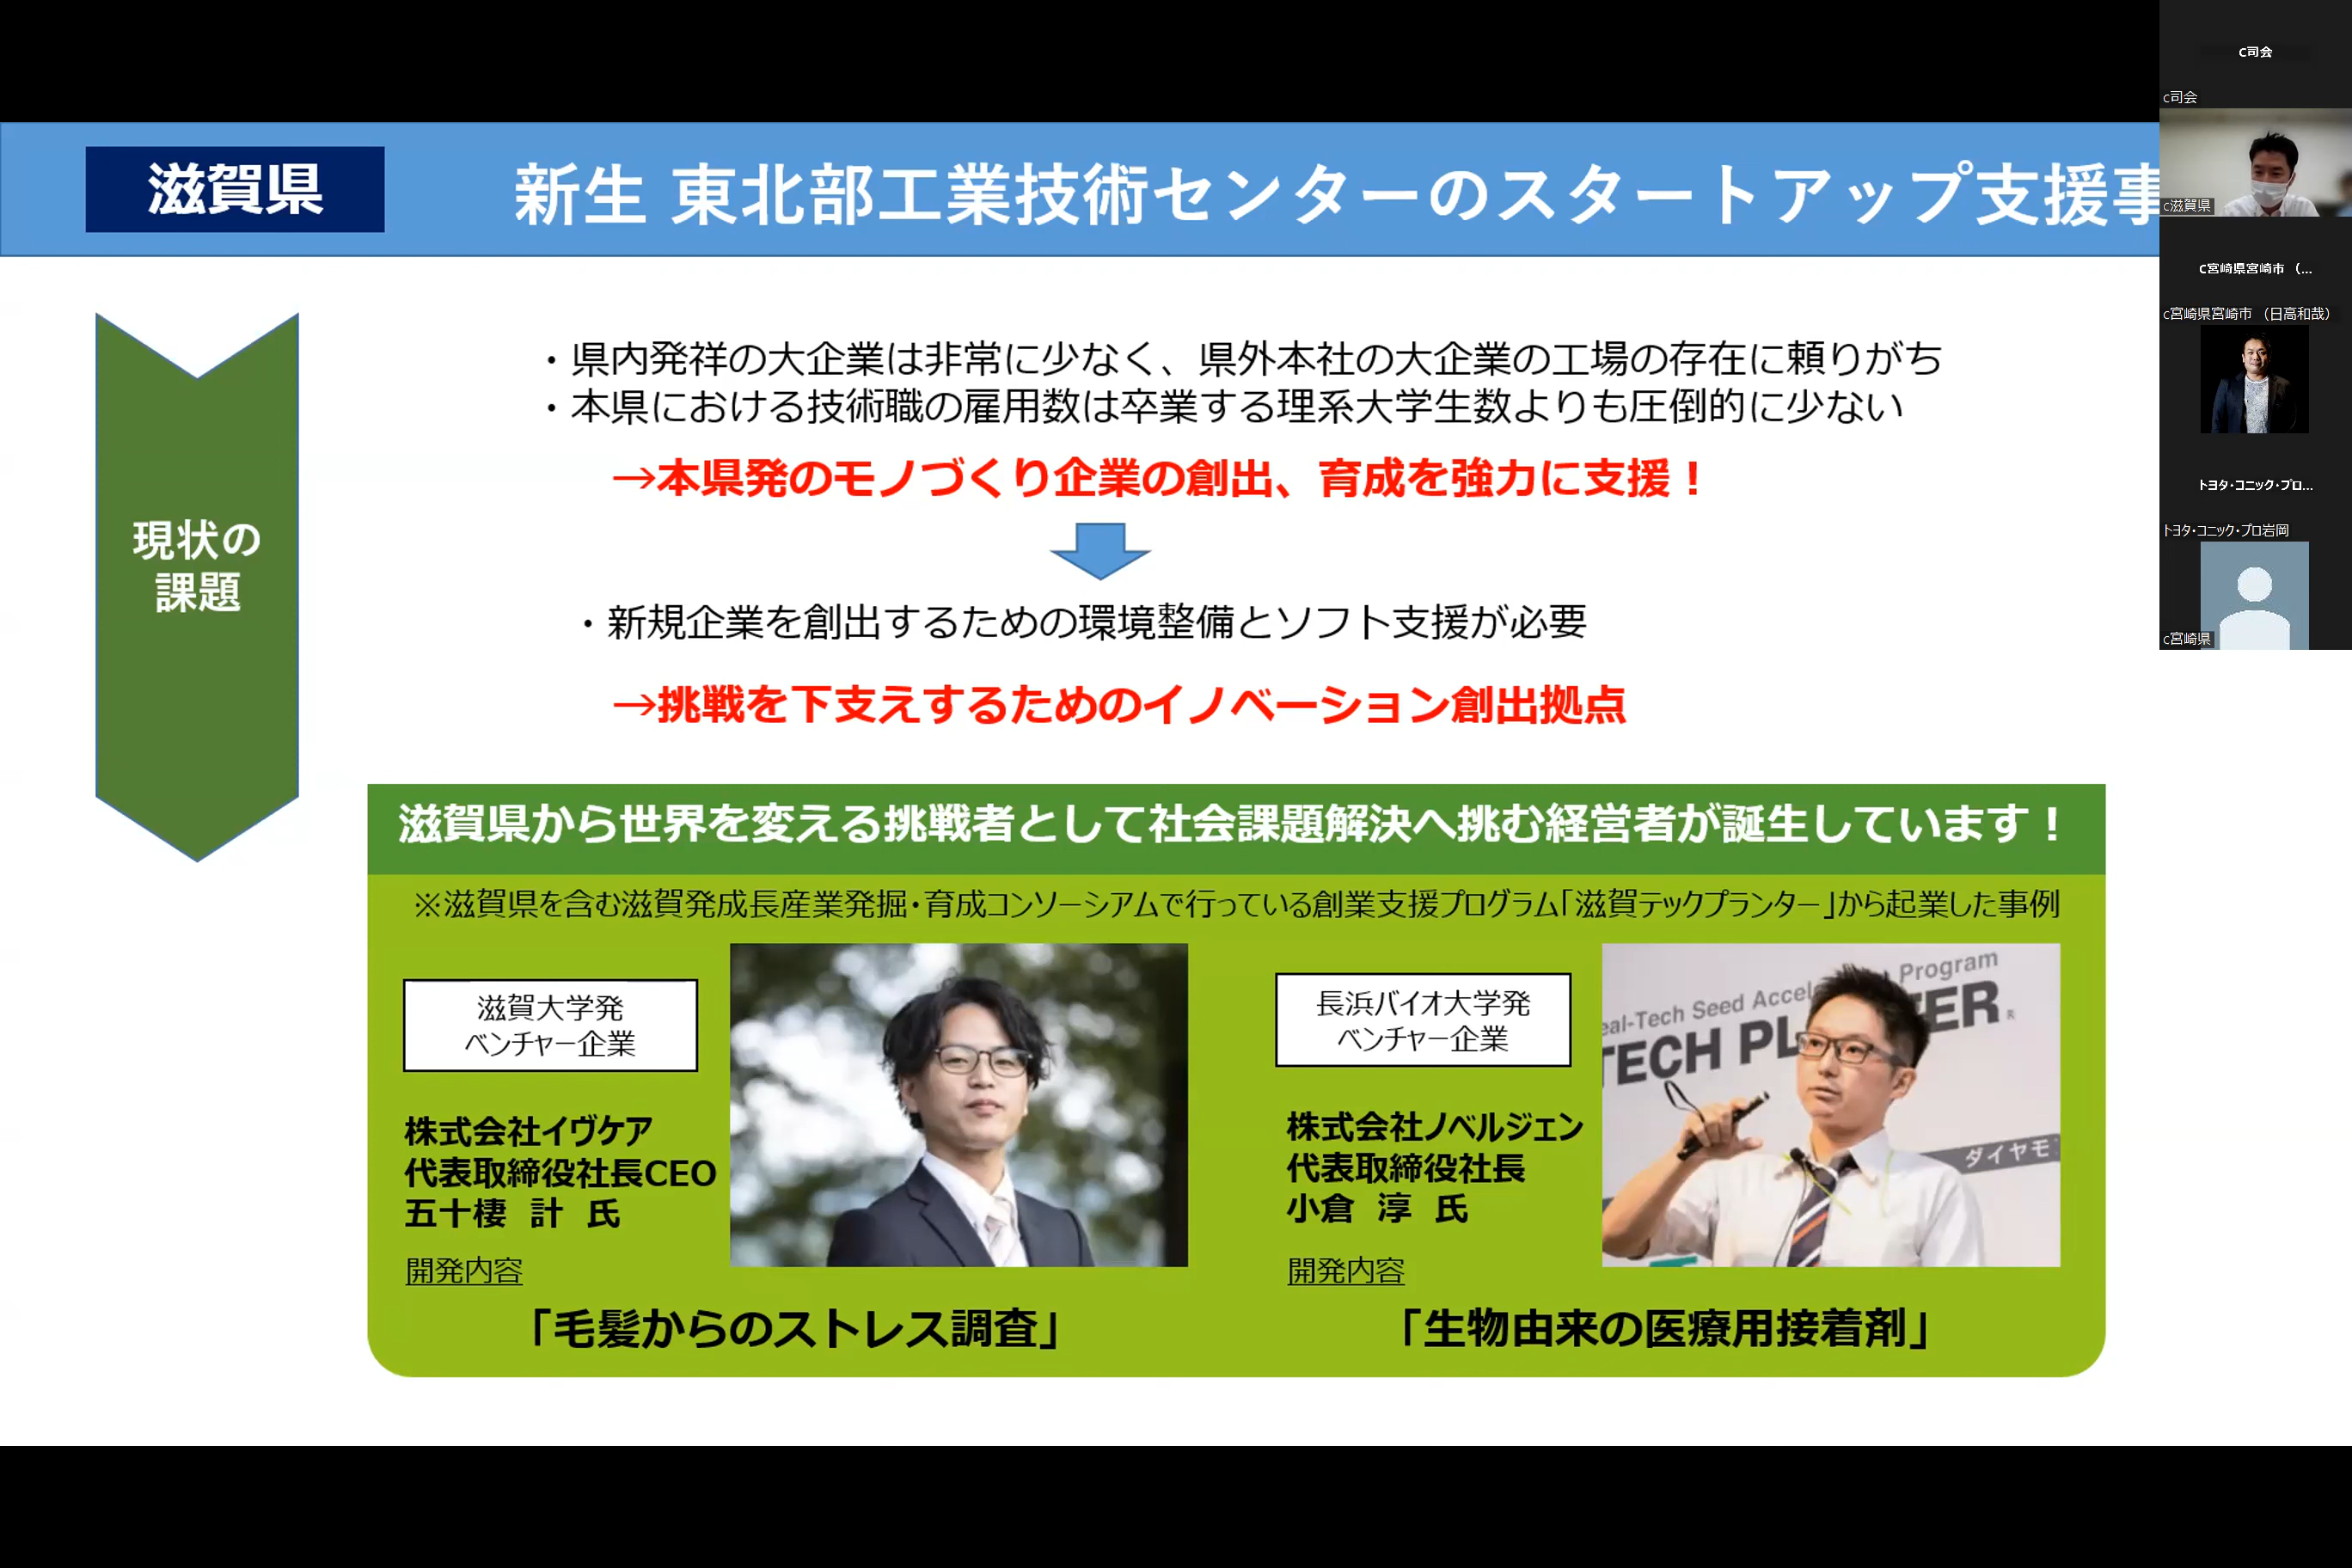 滋賀県
新生 東北部工業技術センターのスタートアップ支援事
現状の
課題
・県内発祥の大企業は非常に少なく、県外本社の大企業の工場の存在に頼りがち
・本県における技術職の雇用数は卒業する理系大学生数よりも圧倒的に少ない
→本県発のモノづくり企業の創出、育成を強力に支援！
・新規企業を創出するための環境整備とソフト支援が必要
→挑戦を下支えするためのイノベーション創出拠点
滋賀県から世界を変える挑戦者として社会課題解決へ挑む経営者が誕生しています！
※滋賀県を含む滋賀発成長産業発掘・育成コンソーシアムで行っている創業支援プログラム「滋賀テックプランター」から起業した事例
滋賀大学発
ベンチャー企業
株式会社イヴケア
代表取締役社長CEO
五十棲 計 氏
開発内容
「毛髪からのストレス調査」
長浜バイオ大学発
ベンチャー企業
株式会社ノベルジェン
代表取締役社長
小倉 淳 氏
開発内容
「生物由来の医療用接着剤」
eal-Tech Seed Accel Program
TECH PL ER
ダイヤモ
c司会
c司会
c滋賀県
c宮崎県宮崎市 （...
c宮崎県宮崎市 （日高和哉）
トヨタ・コニック・プロ...
トヨタ・コニック・プロ岩岡
c宮崎県